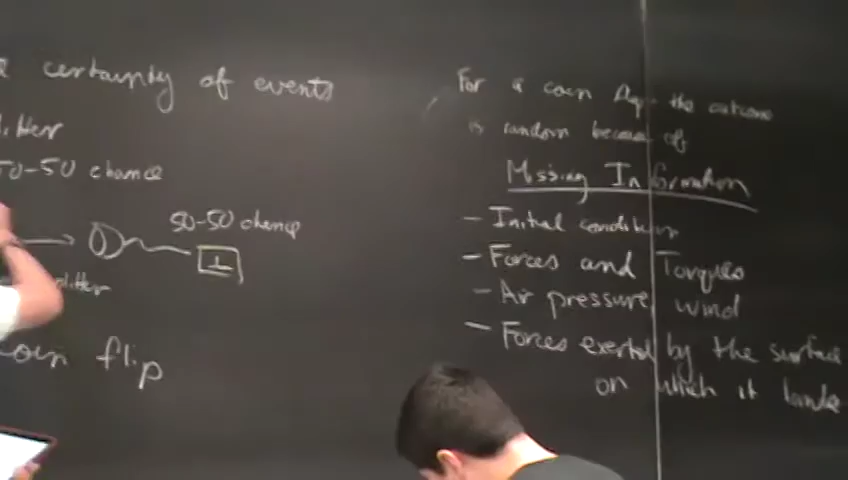 certainty of events
itter
50-50 chance
50-50 chance
1
litter
coin flip
For a coin flip the outcome
is random because of
Missing Information
- Initial conditions
- Forces and Torques
- Air pressure, wind
- Forces exerted by the surface
on which it lands